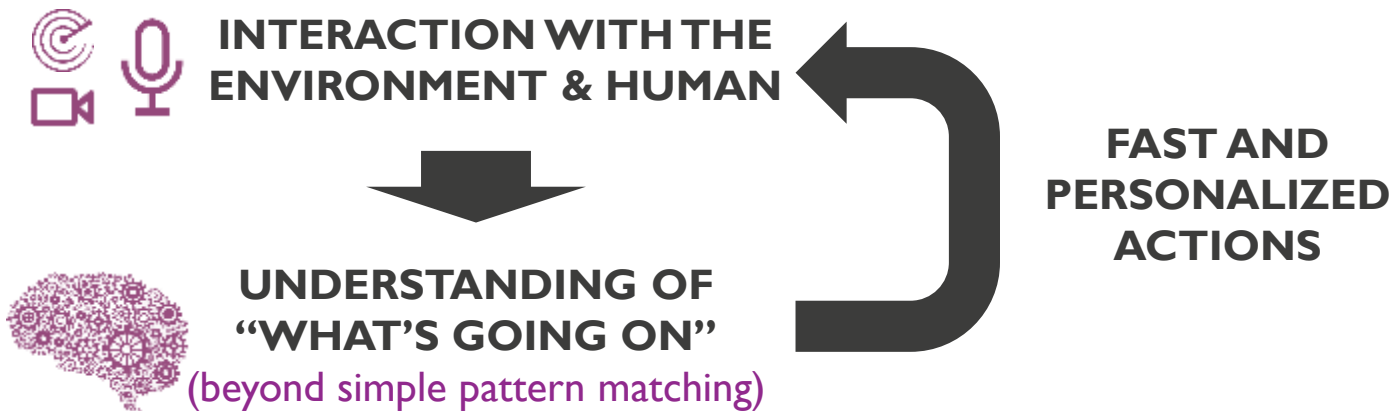 INTERACTION WITH THE
ENVIRONMENT & HUMAN
FAST AND
PERSONALIZED
ACTIONS
UNDERSTANDING OF
“WHAT’S GOING ON”
(beyond simple pattern matching)